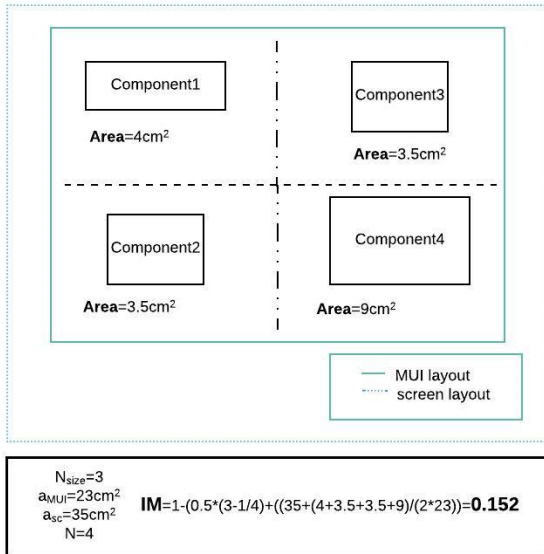 Component1
Area=4cm²
Component3
Area=3.5cm²
Component2
Area=3.5cm²
Component4
Area=9cm²
MUI layout
screen layout
Nsize=3
aMUI=23cm²
asc=35cm²
N=4
IM=1-(0.5*(3-1/4)+((35+(4+3.5+3.5+9)/(2*23))=0.152